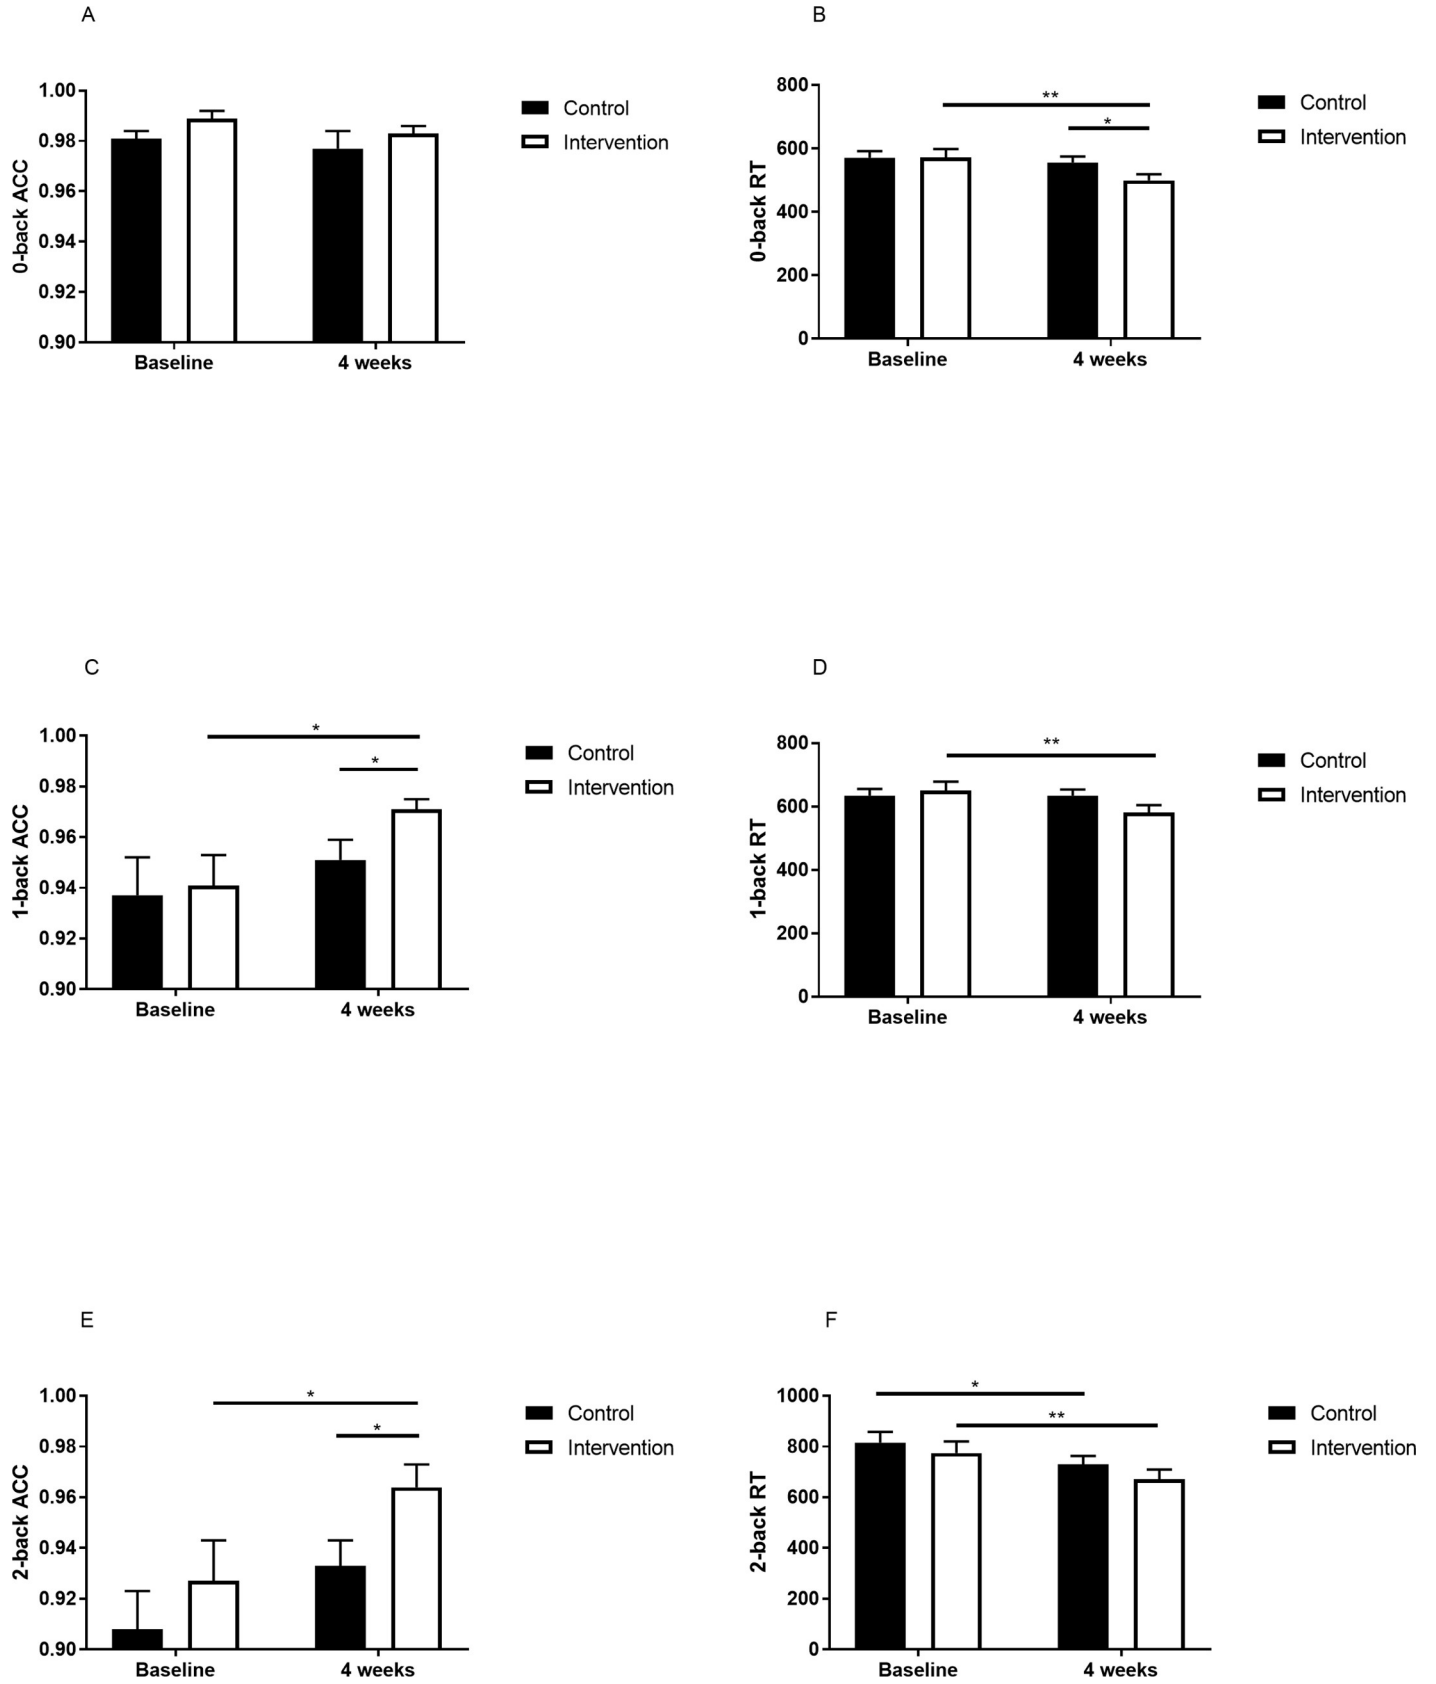 A
0-back ACC
1.00
0.98
0.96
0.94
0.92
0.90
Baseline
4 weeks
Control
Intervention
B
0-back RT
800
600
400
200
0
**
*
Baseline
4 weeks
Control
Intervention
C
1-back ACC
1.00
0.98
0.96
0.94
0.92
0.90
*
*
Baseline
4 weeks
Control
Intervention
D
1-back RT
800
600
400
200
0
**
Baseline
4 weeks
Control
Intervention
E
2-back ACC
1.00
0.98
0.96
0.94
0.92
0.90
*
*
Baseline
4 weeks
Control
Intervention
F
2-back RT
1000
800
600
400
200
0
*
**
Baseline
4 weeks
Control
Intervention